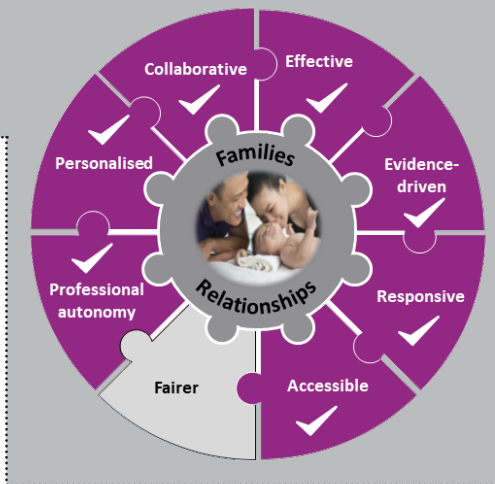 Collaborative
Effective
Personalised
Families
Evidence-
driven
Professional
autonomy
Relationships
Responsive
Fairer
Accessible